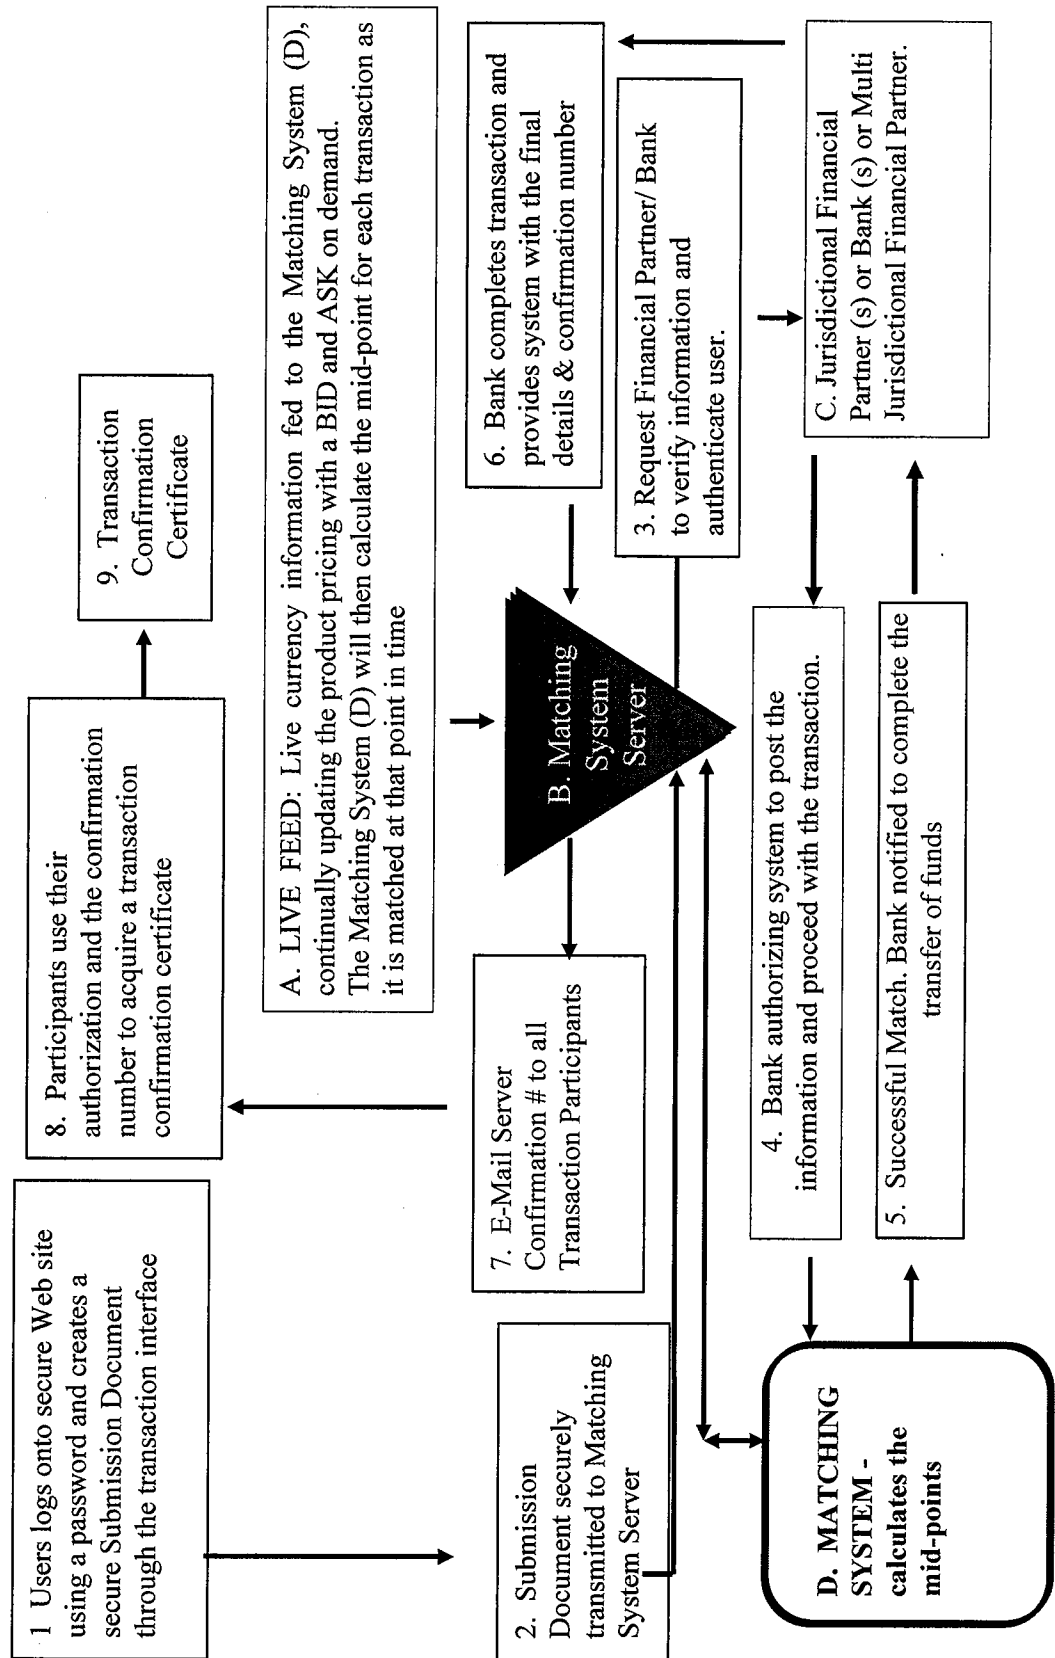 1 Users logs onto secure Web site
using a password and creates a
secure Submission Document
through the transaction interface
8. Participants use their
authorization and the confirmation
number to acquire a transaction
confirmation certificate
9. Transaction
Confirmation
Certificate
A. LIVE FEED: Live currency information fed to the Matching System (D),
continually updating the product pricing with a BID and ASK on demand.
The Matching System (D) will then calculate the mid-point for each transaction as
it is matched at that point in time
2. Submission
Document securely
transmitted to Matching
System Server
7. E-Mail Server
Confirmation # to all
Transaction Participants
B. Matching
System
Server
6. Bank completes transaction and
provides system with the final
details & confirmation number
3. Request Financial Partner/ Bank
to verify information and
authenticate user.
4. Bank authorizing system to post the
information and proceed with the transaction.
5. Successful Match. Bank notified to complete the
transfer of funds
C. Jurisdictional Financial
Partner (s) or Bank (s) or Multi
Jurisdictional Financial Partner.
D. MATCHING
SYSTEM -
calculates the
mid-points